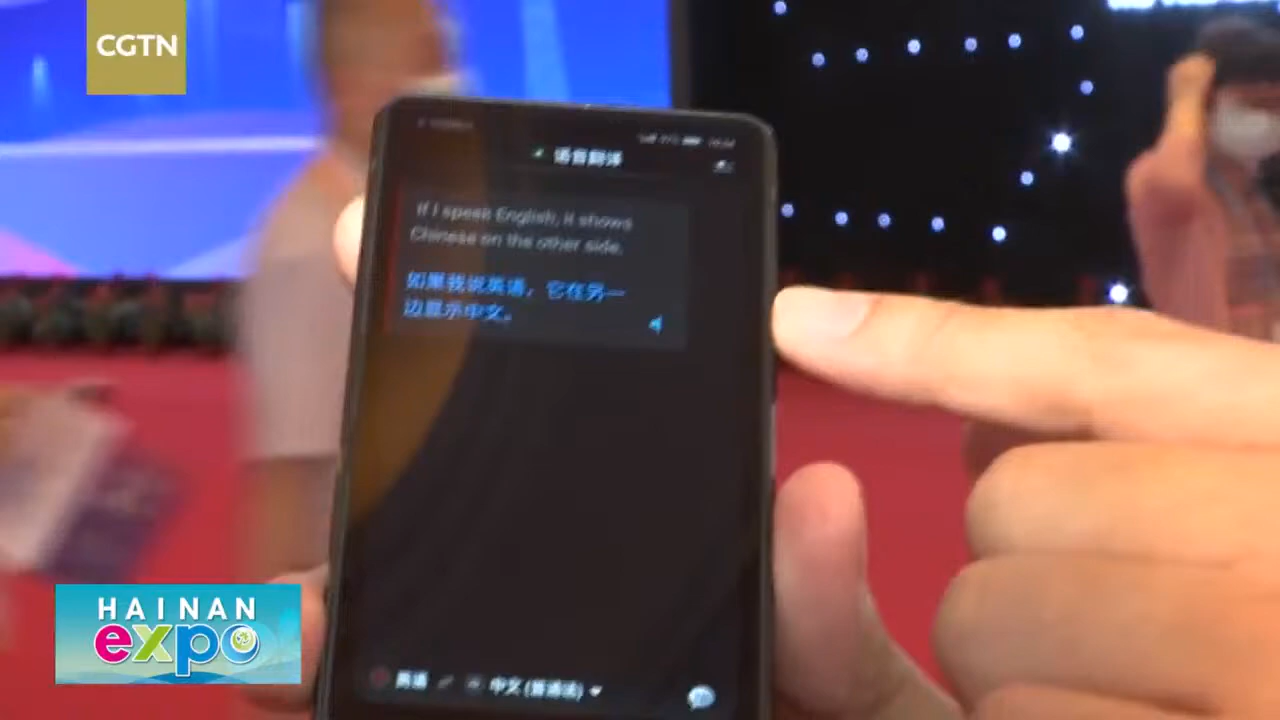 CGTN
语音翻译
If I speak English, it shows
Chinese on the other side.
如果我说英语，它在另一
边显示中文。
英语
中文 (普通话)
HAINAN
expo